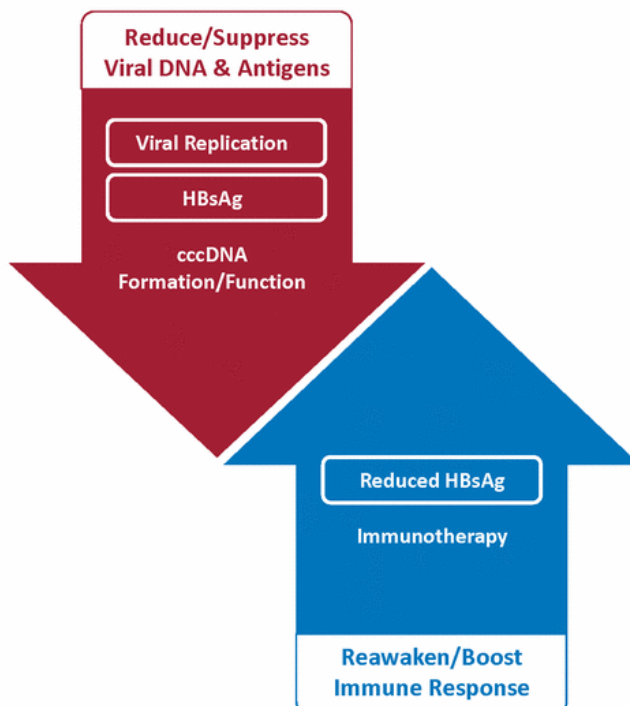 Reduce/Suppress
Viral DNA & Antigens
Viral Replication
HBsAg
cccDNA
Formation/Function
Reduced HBsAg
Immunotherapy
Reawaken/Boost
Immune Response